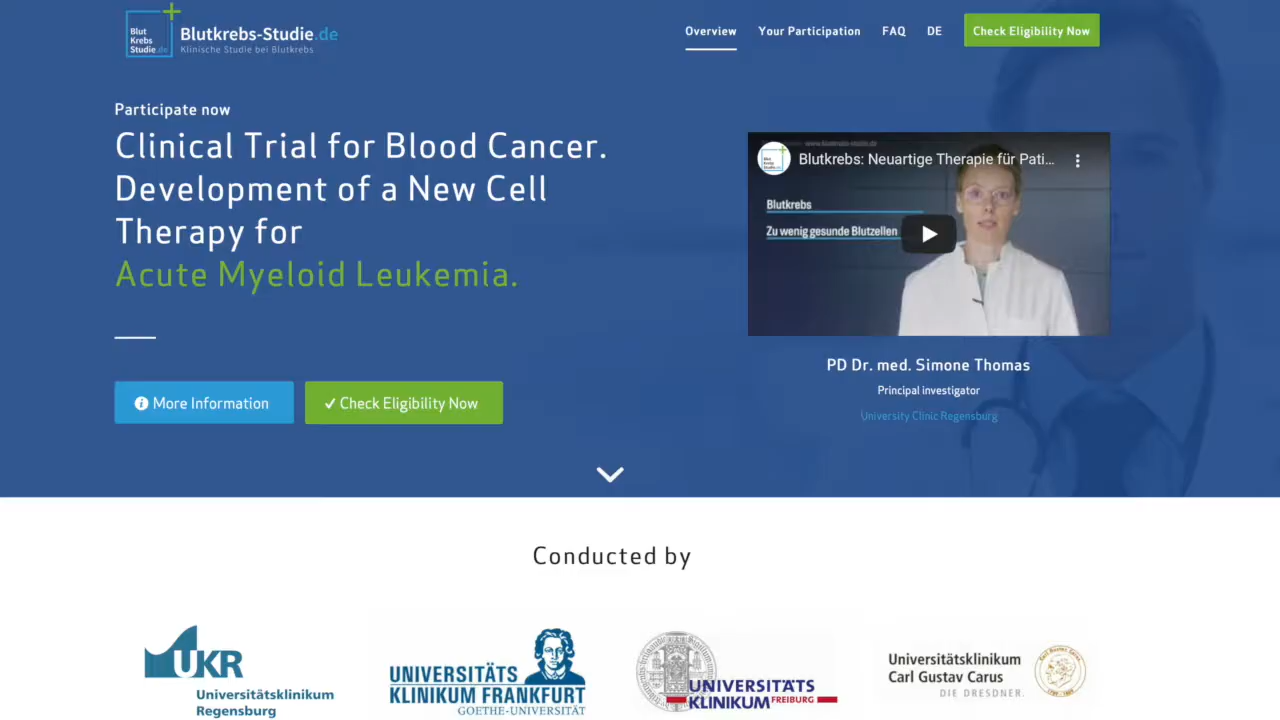 Blut
Krebs
Studie.de
Blutkrebs-Studie.de
Klinische Studie bei Blutkrebs
Overview
Your Participation
FAQ
DE
Check Eligibility Now
Participate now
Clinical Trial for Blood Cancer.
Development of a New Cell
Therapy for
Acute Myeloid Leukemia.
More Information
Check Eligibility Now
Blutkrebs: Neuartige Therapie für Pati...
Blutkrebs
Zu wenig gesunde Blutzellen
PD Dr. med. Simone Thomas
Principal investigator
University Clinic Regensburg
Conducted by
UKR
Universitätsklinikum
Regensburg
UNIVERSITÄTS
KLINIKUM FRANKFURT
GOETHE-UNIVERSITÄT
UNIVERSITÄTS
KLINIKUM FREIBURG
Universitätsklinikum
Carl Gustav Carus
DIE DRESDNER.